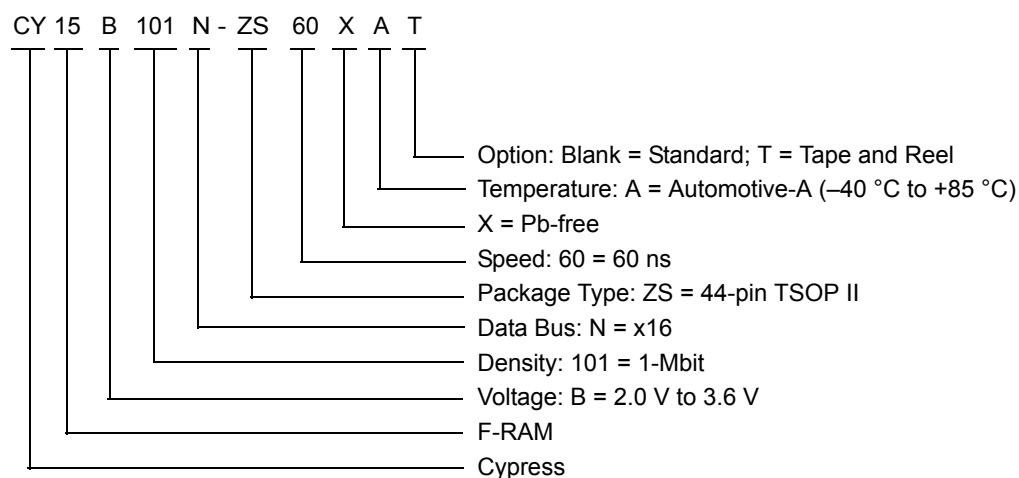 CY 15 B 101 N - ZS 60 X A T
Option: Blank = Standard; T = Tape and Reel
Temperature: A = Automotive-A (–40 °C to +85 °C)
X = Pb-free
Speed: 60 = 60 ns
Package Type: ZS = 44-pin TSOP II
Data Bus: N = x16
Density: 101 = 1-Mbit
Voltage: B = 2.0 V to 3.6 V
F-RAM
Cypress